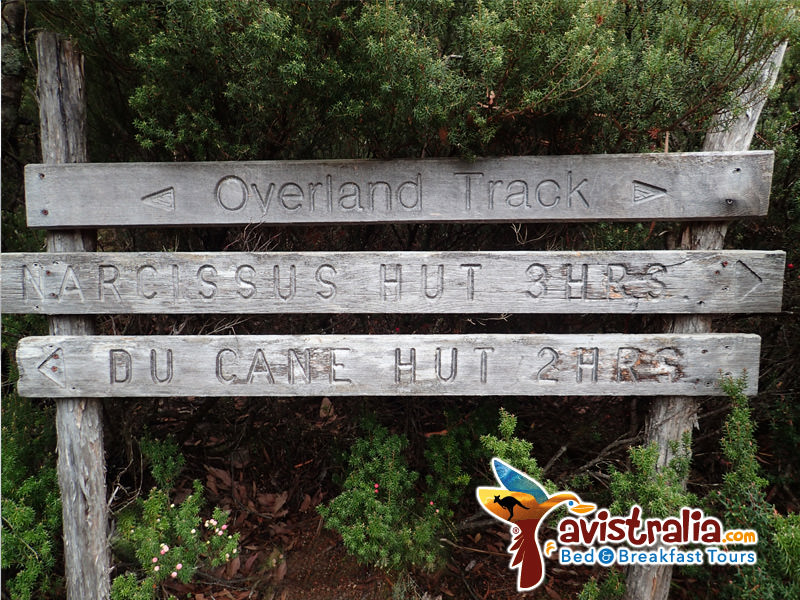 Overland Track
NARCISSUS HUT 3HRS
DU CANE HUT 2HRS
avistralia.com
Bed & Breakfast Tours